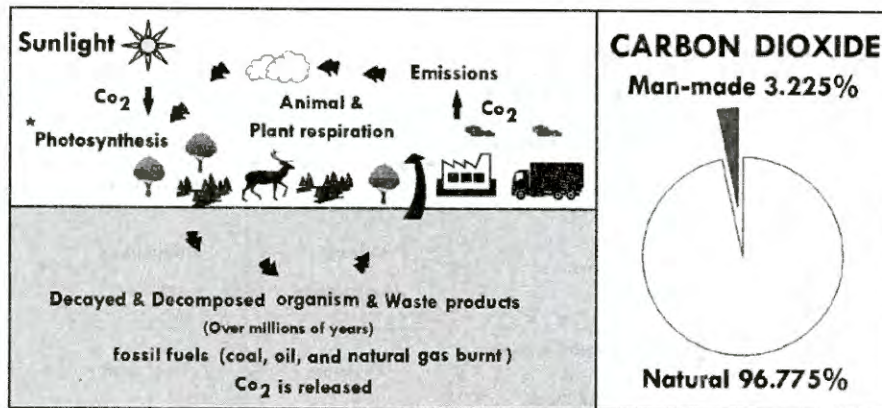 Sunlight
Co2
Emissions
Co2
Animal &
Plant respiration
*Photosynthesis
Decayed & Decomposed organism & Waste products
(Over millions of years)
fossil fuels (coal, oil, and natural gas burnt)
Co2 is released
CARBON DIOXIDE
Man-made 3.225%
Natural 96.775%